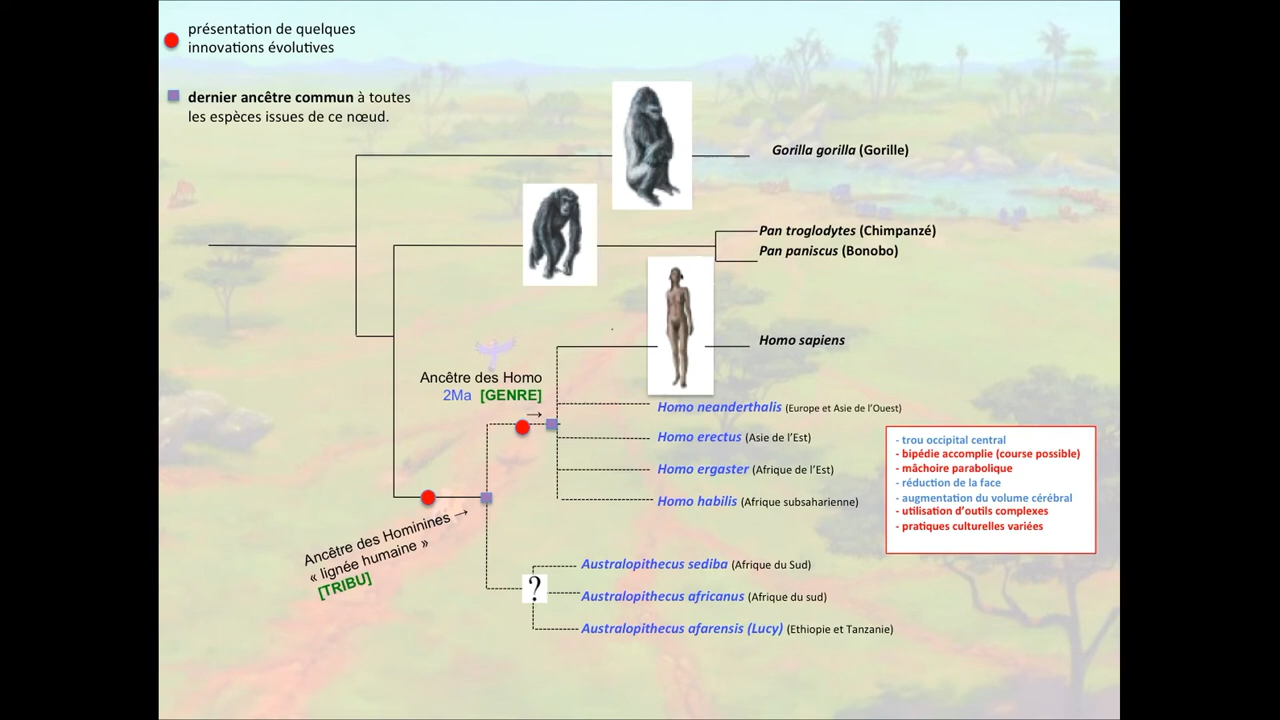 présentation de quelques
innovations évolutives
dernier ancêtre commun à toutes
les espèces issues de ce nœud.
Gorilla gorilla (Gorille)
Pan troglodytes (Chimpanzé)
Pan paniscus (Bonobo)
Homo sapiens
Ancêtre des Homo
2Ma [GENRE]
→
Homo neanderthalis (Europe et Asie de l'Ouest)
Homo erectus (Asie de l'Est)
Homo ergaster (Afrique de l'Est)
Homo habilis (Afrique subsaharienne)
- trou occipital central
- bipédie accomplie (course possible)
- mâchoire parabolique
- réduction de la face
- augmentation du volume cérébral
- utilisation d'outils complexes
- pratiques culturelles variées
Ancêtre des Hominines →
« lignée humaine »
[TRIBU]
?
Australopithecus sediba (Afrique du Sud)
Australopithecus africanus (Afrique du sud)
Australopithecus afarensis (Lucy) (Ethiopie et Tanzanie)